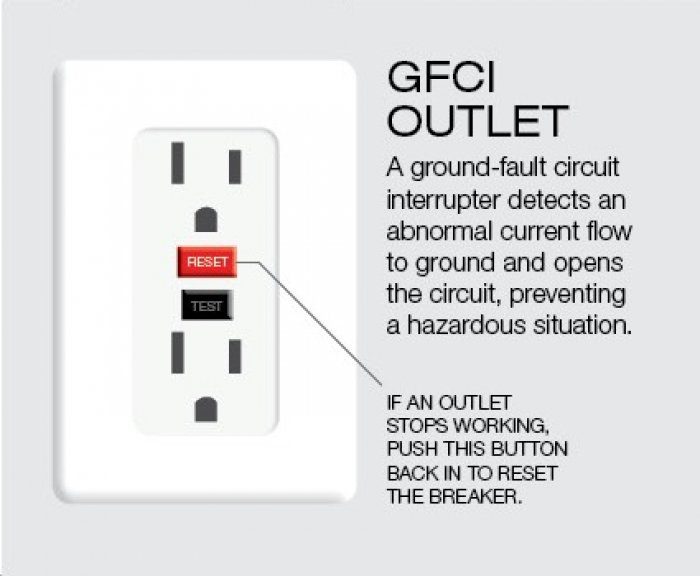 GFCI
OUTLET
A ground-fault circuit
interrupter detects an
abnormal current flow
to ground and opens
the circuit, preventing
a hazardous situation.
RESET
TEST
IF AN OUTLET
STOPS WORKING,
PUSH THIS BUTTON
BACK IN TO RESET
THE BREAKER.